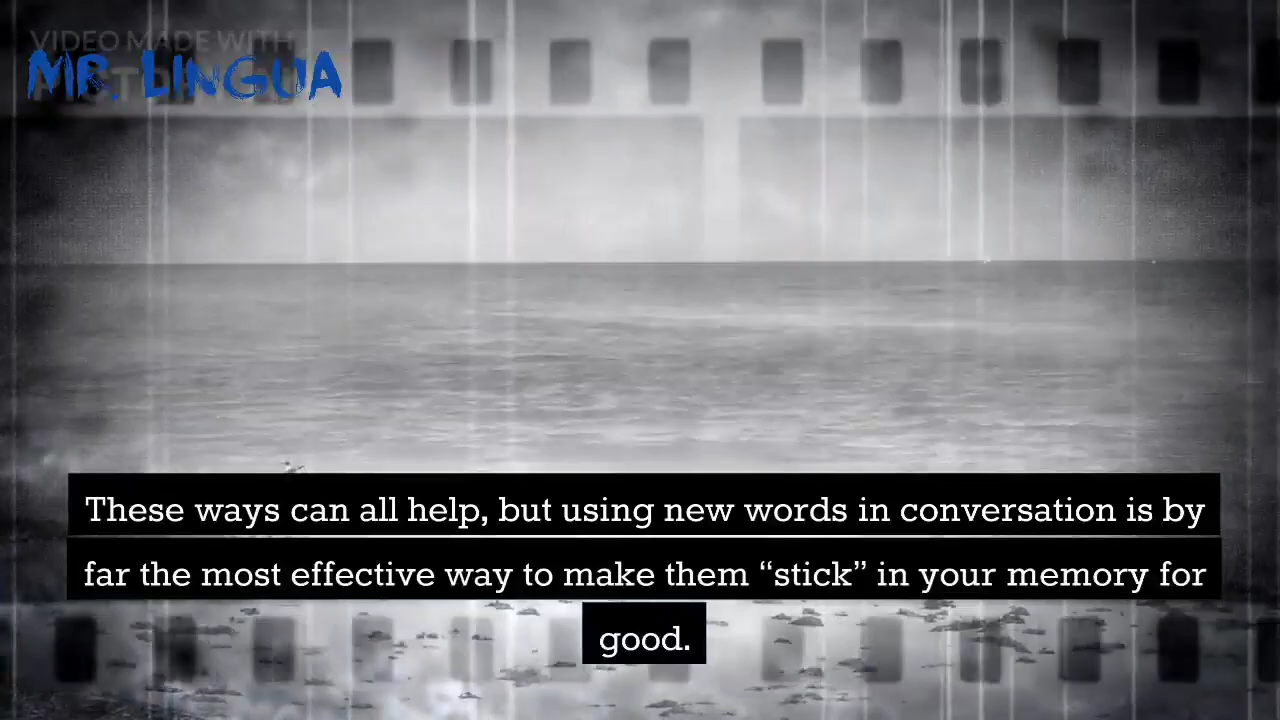 VIDEO MADE WITH
MR. LINGUA
These ways can all help, but using new words in conversation is by
far the most effective way to make them “stick” in your memory for
good.